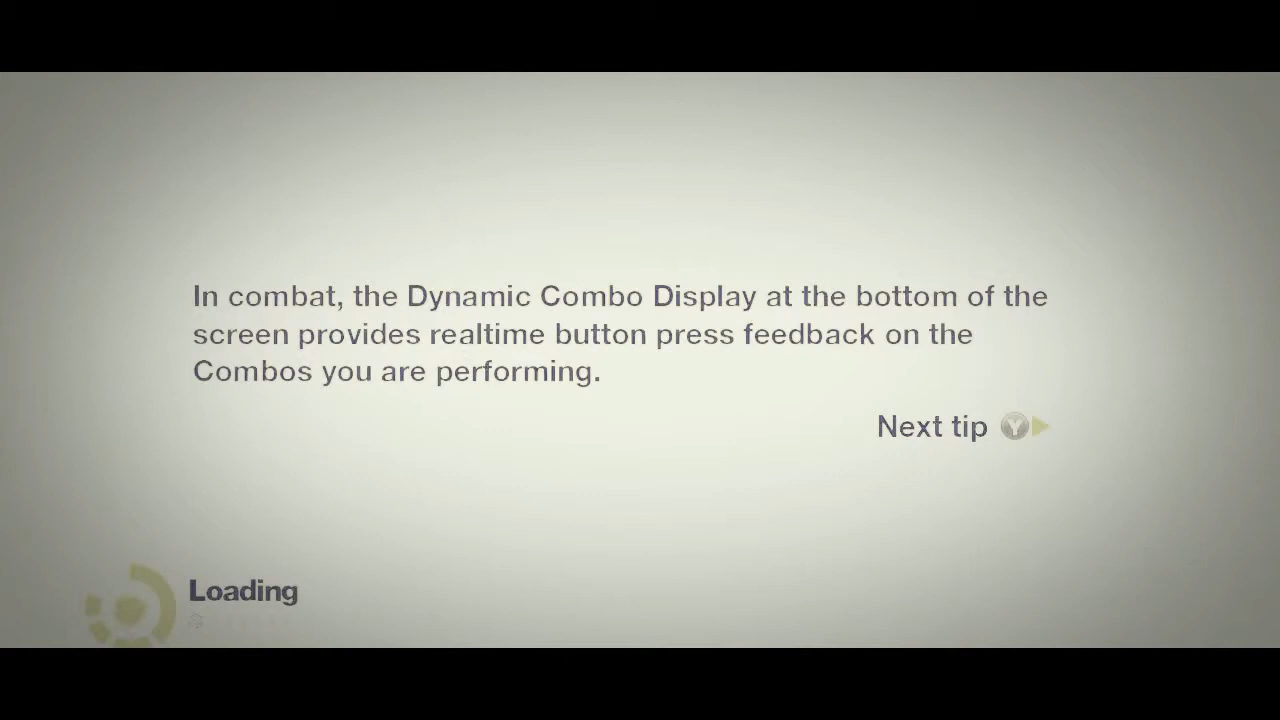 In combat, the Dynamic Combo Display at the bottom of the
screen provides realtime button press feedback on the
Combos you are performing.
Next tip Y
Loading